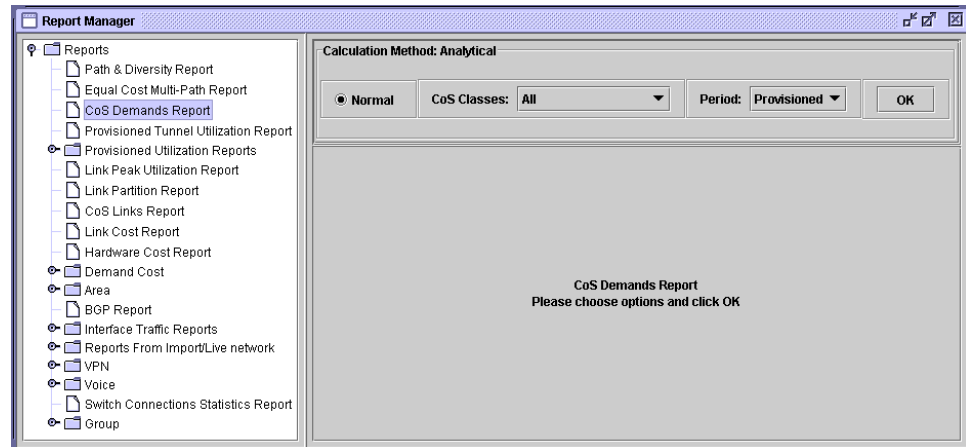 Report Manager
Reports
Path & Diversity Report
Equal Cost Multi-Path Report
CoS Demands Report
Provisioned Tunnel Utilization Report
Provisioned Utilization Reports
Link Peak Utilization Report
Link Partition Report
CoS Links Report
Link Cost Report
Hardware Cost Report
Demand Cost
Area
BGP Report
Interface Traffic Reports
Reports From Import/Live network
VPN
Voice
Switch Connections Statistics Report
Group
Calculation Method: Analytical
Normal CoS Classes: All Period: Provisioned OK
CoS Demands Report
Please choose options and click OK